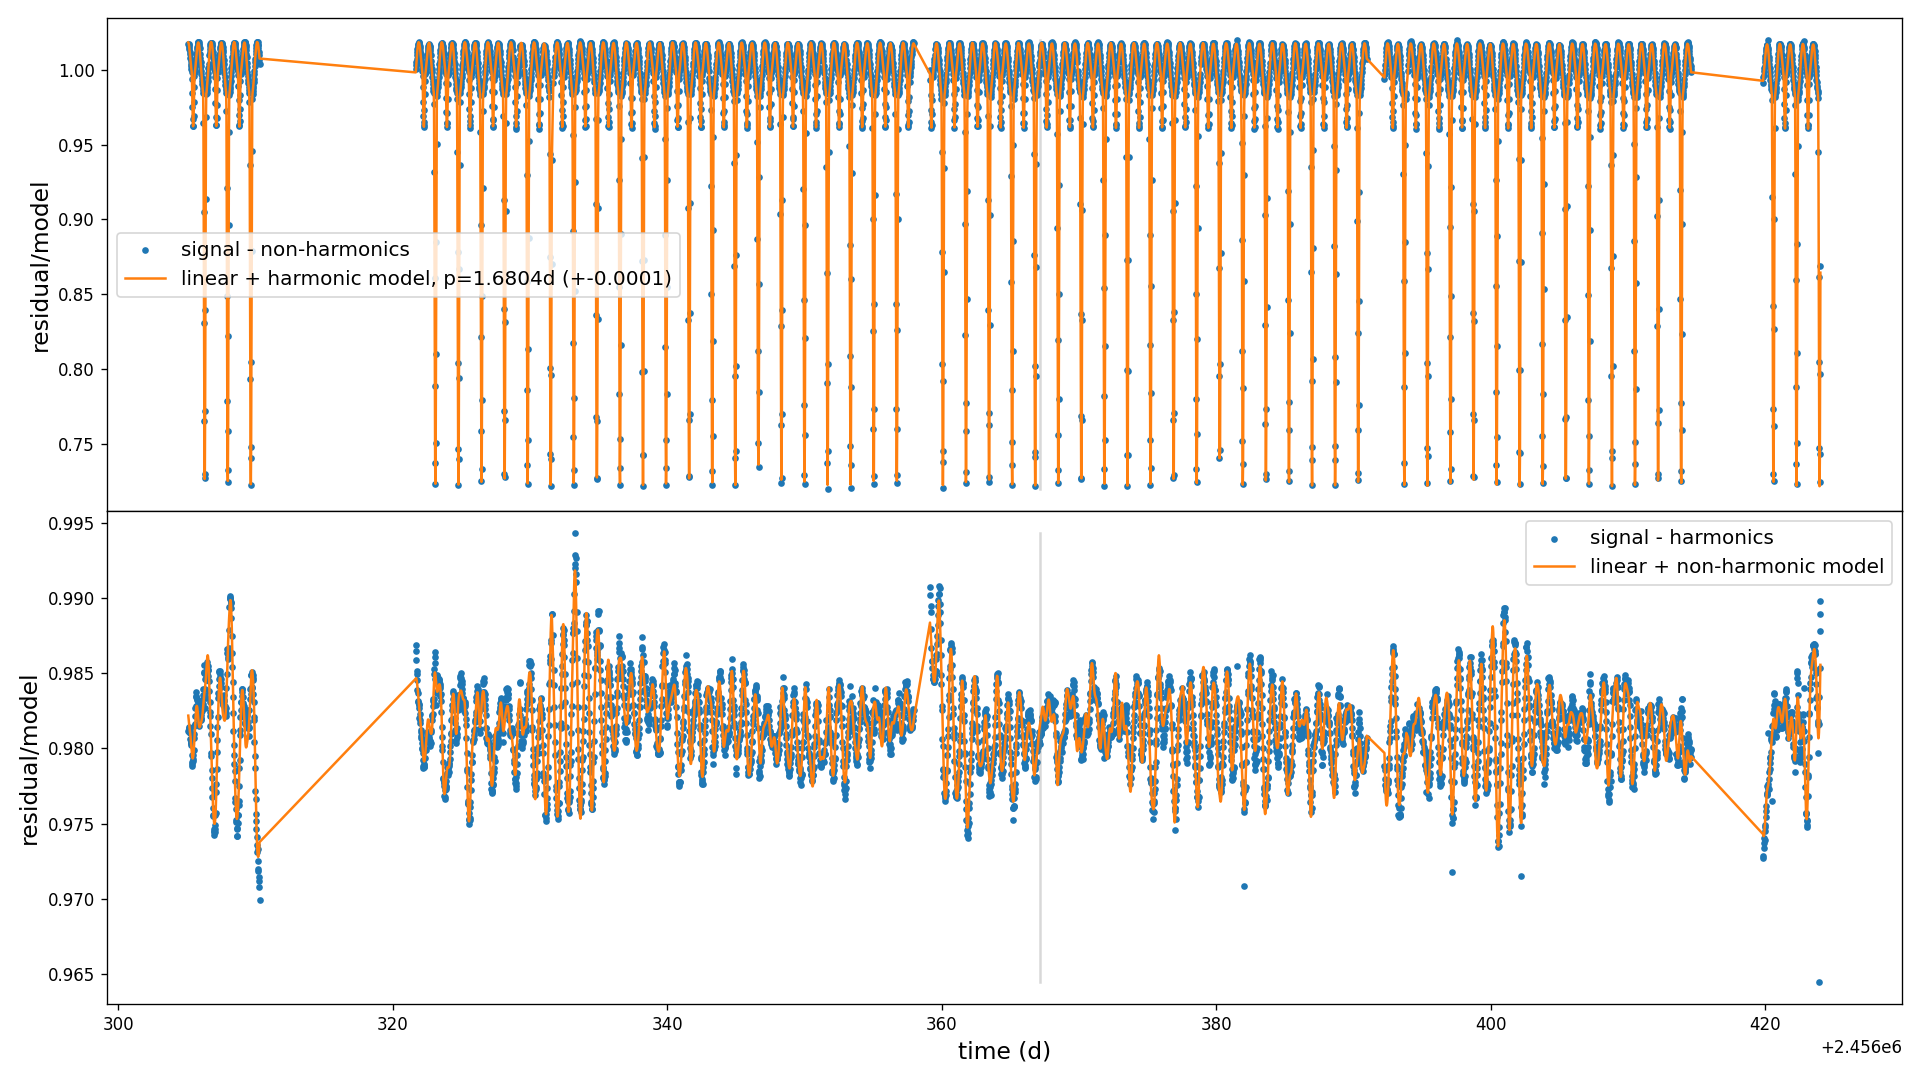 1.00
0.95
0.90
0.85
0.80
0.75
residual/model
signal - non-harmonics
linear + harmonic model, p=1.6804d (+-0.0001)
0.995
0.990
0.985
0.980
0.975
0.970
0.965
residual/model
signal - harmonics
linear + non-harmonic model
300
320
340
360
380
400
420
time (d)
+2.456e6